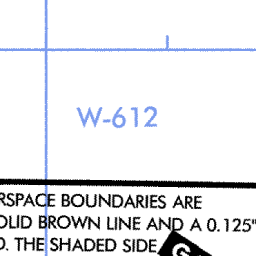 W-612
RSPACE BOUNDARIES ARE
OLID BROWN LINE AND A 0.125"
D. THE SHADED SIDE